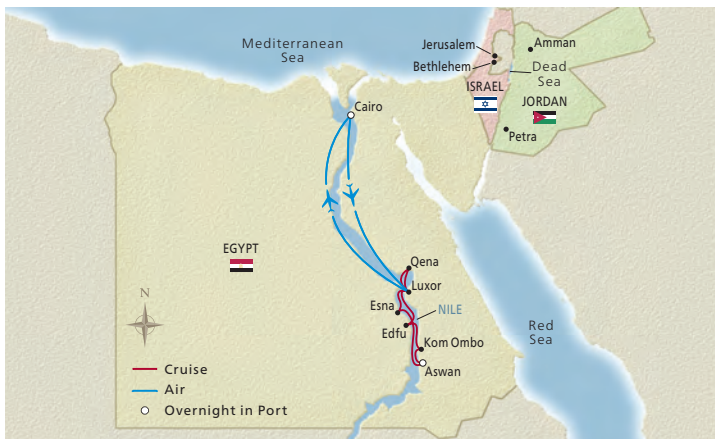 Mediterranean
Sea
Jerusalem
Bethlehem
Amman
Dead
Sea
ISRAEL
JORDAN
Petra
Cairo
EGYPT
Qena
Luxor
Esna
NILE
Edfu
Kom Ombo
Aswan
Red
Sea
N
Cruise
Air
Overnight in Port